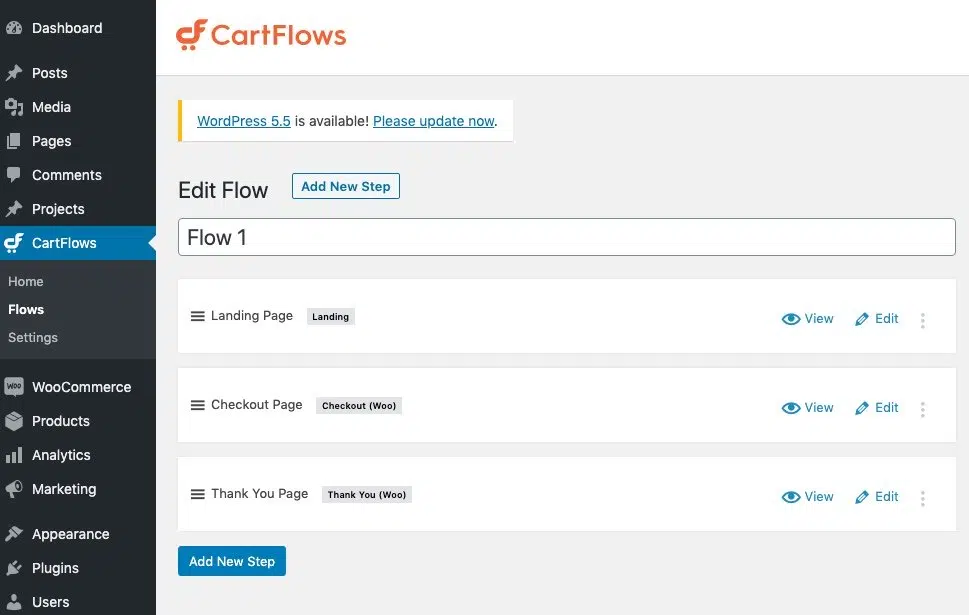 Dashboard
Posts
Media
Pages
Comments
Projects
CartFlows
Home
Flows
Settings
WOO WooCommerce
Products
Analytics
Marketing
Appearance
Plugins
Users
CartFlows
WordPress 5.5 is available! Please update now.
Edit Flow Add New Step
Flow 1
Landing Page Landing View Edit
Checkout Page Checkout (Woo) View Edit
Thank You Page Thank You (Woo) View Edit
Add New Step